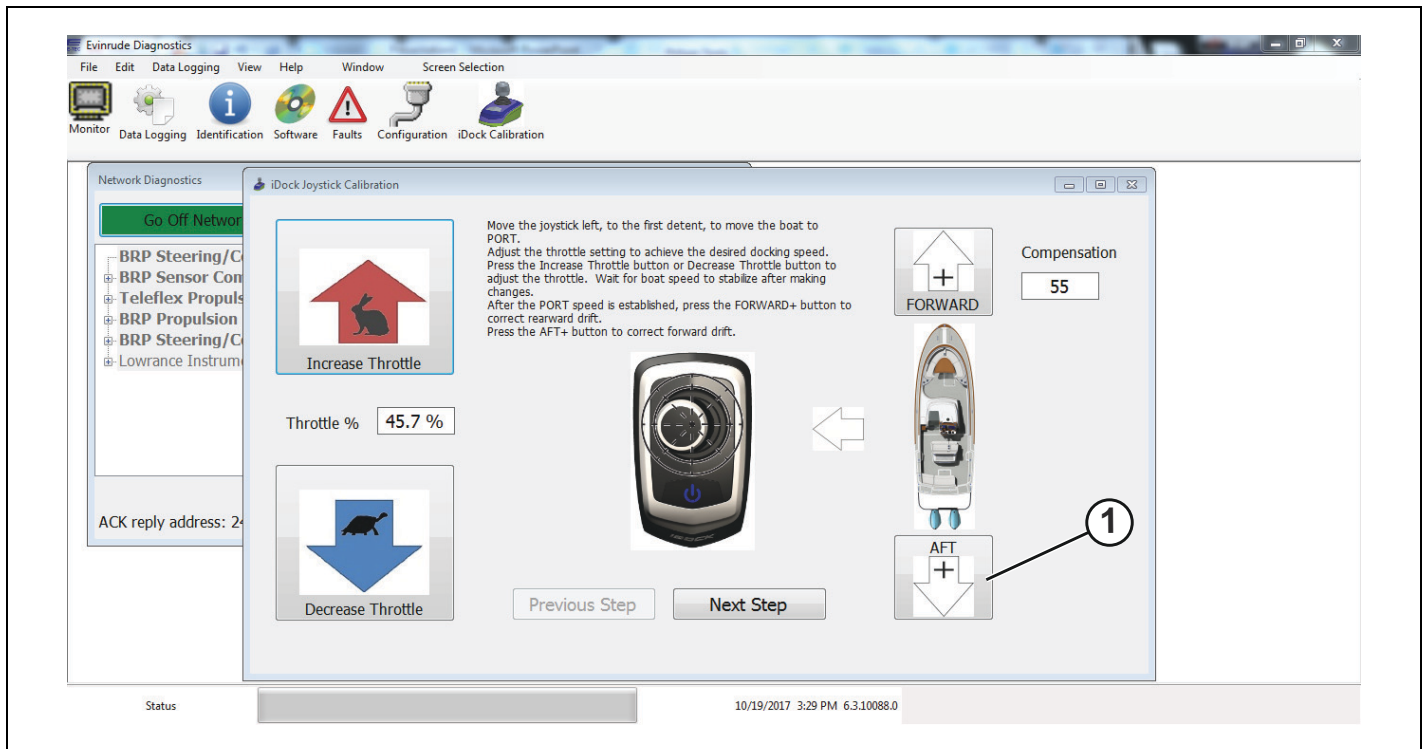 Evinrude Diagnostics
File Edit Data Logging View Help Window Screen Selection
Monitor Data Logging Identification Software Faults Configuration iDock Calibration
Network Diagnostics
iDock Joystick Calibration
Go Off Networ
BRP Steering/C
BRP Sensor Con
Teleflex Propuls
BRP Propulsion
BRP Steering/C
Lowrance Instrum
ACK reply address: 24
Increase Throttle
Throttle % 45.7 %
Decrease Throttle
Move the joystick left, to the first detent, to move the boat to
PORT.
Adjust the throttle setting to achieve the desired docking speed.
Press the Increase Throttle button or Decrease Throttle button to
adjust the throttle. Wait for boat speed to stabilize after making
changes.
After the PORT speed is established, press the FORWARD+ button to
correct rearward drift.
Press the AFT+ button to correct forward drift.
Previous Step Next Step
+
FORWARD
Compensation
55
AFT
+
1
Status
10/19/2017 3:29 PM 6.3.10088.0